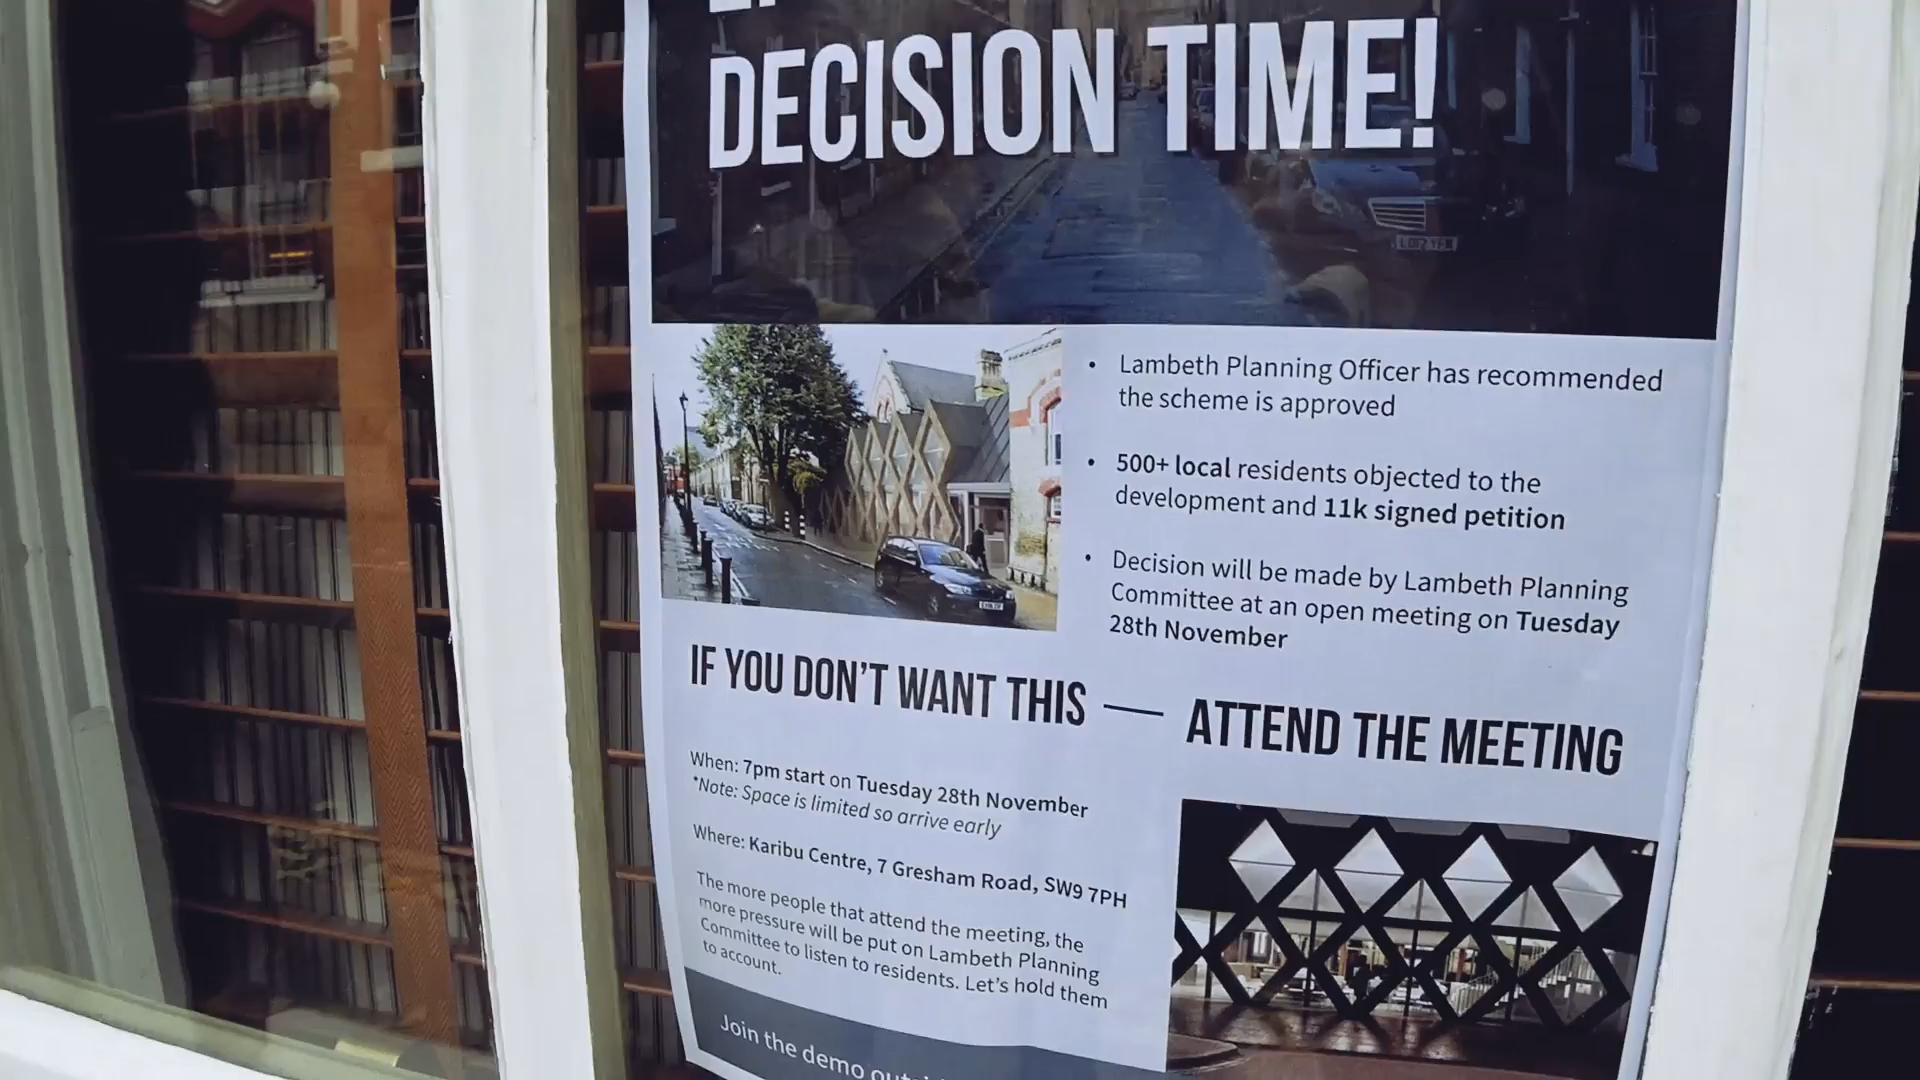 DECISION TIME!
• Lambeth Planning Officer has recommended
the scheme is approved
• 500+ local residents objected to the
development and 11k signed petition
• Decision will be made by Lambeth Planning
Committee at an open meeting on Tuesday
28th November
IF YOU DON'T WANT THIS — ATTEND THE MEETING
When: 7pm start on Tuesday 28th November
*Note: Space is limited so arrive early
Where: Karibu Centre, 7 Gresham Road, SW9 7PH
The more people that attend the meeting, the
more pressure will be put on Lambeth Planning
Committee to listen to residents. Let's hold them
to account.
Join the demo